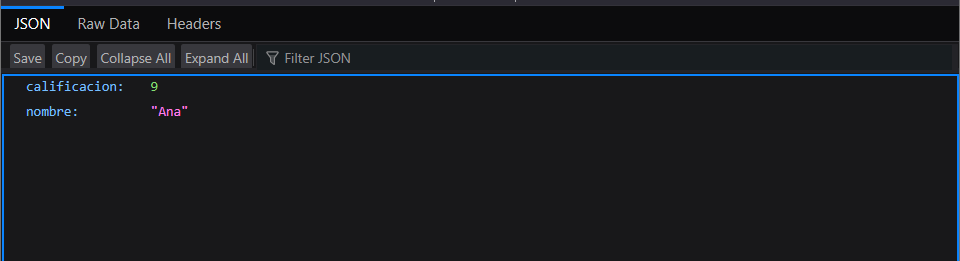 JSON Raw Data Headers
Save Copy Collapse All Expand All Filter JSON
calificacion: 9
nombre: "Ana"